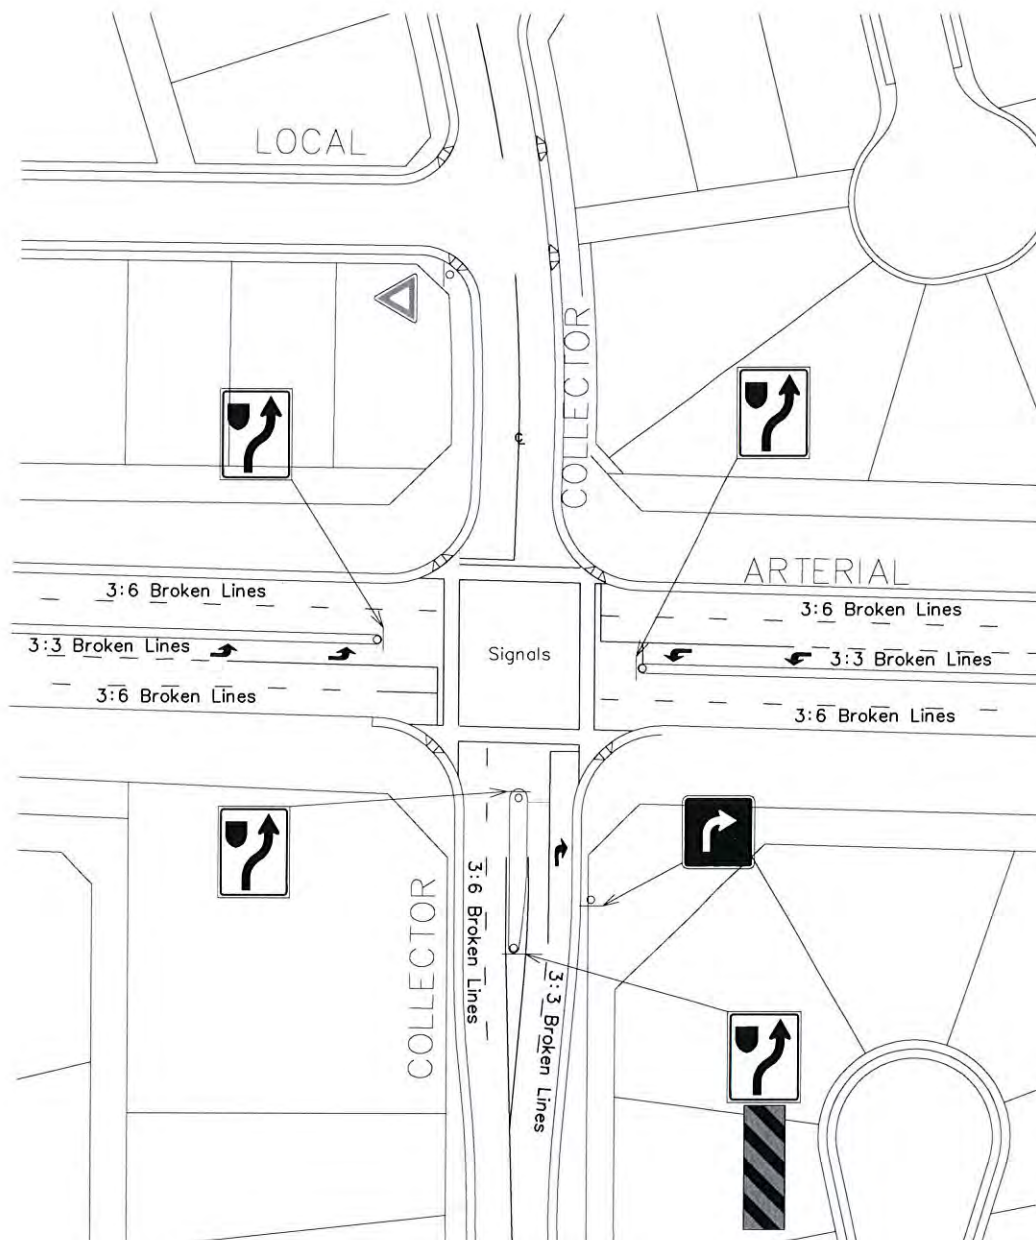 LOCAL
COLLECTOR
℄
ARTERIAL
3:6 Broken Lines
3:6 Broken Lines
3:3 Broken Lines
Signals
3:3 Broken Lines
3:6 Broken Lines
3:6 Broken Lines
COLLECTOR
3:6 Broken Lines
3:3 Broken Lines